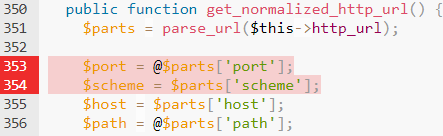 350 public function get_normalized_http_url() {
351 $parts = parse_url($this->http_url);
352
353 $port = @$parts['port'];
354 $scheme = $parts['scheme'];
355 $host = $parts['host'];
356 $path = @$parts['path'];